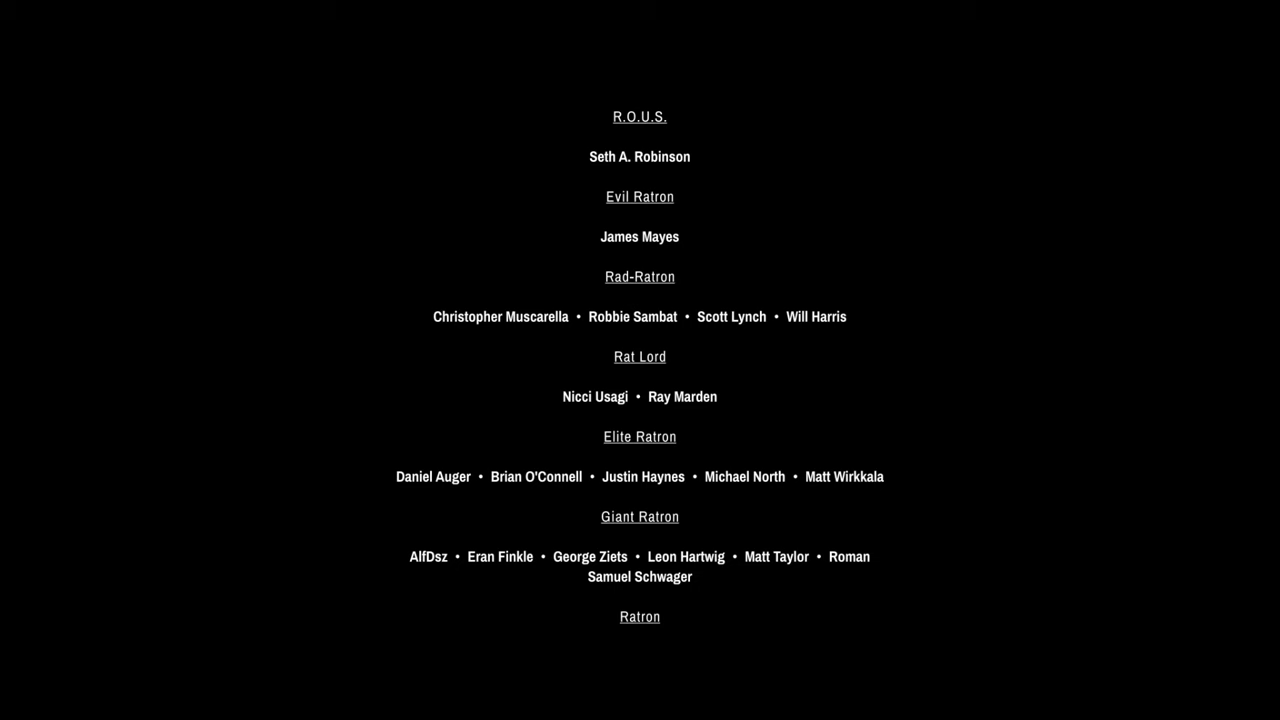 R.O.U.S.
Seth A. Robinson
Evil Ratron
James Mayes
Rad-Ratron
Christopher Muscarella • Robbie Sambat • Scott Lynch • Will Harris
Rat Lord
Nicci Usagi • Ray Marden
Elite Ratron
Daniel Auger • Brian O'Connell • Justin Haynes • Michael North • Matt Wirkkala
Giant Ratron
AlfDsz • Eran Finkle • George Ziets • Leon Hartwig • Matt Taylor • Roman
Samuel Schwager
Ratron